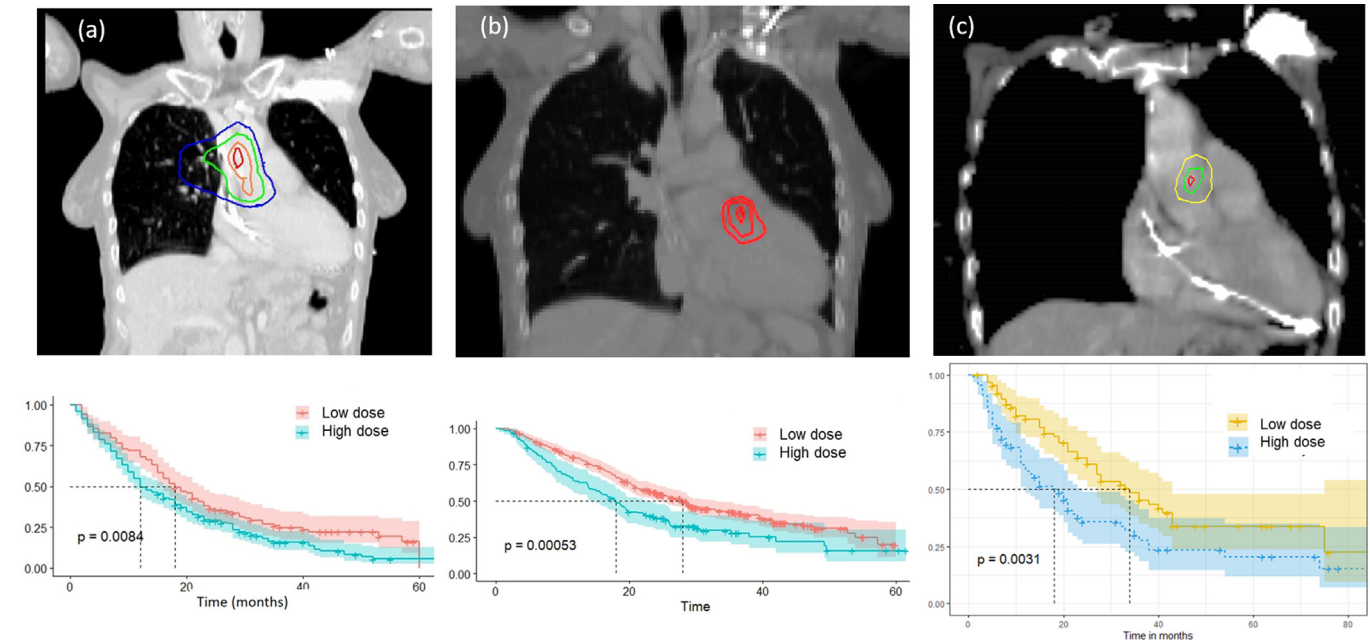 (a)
(b)
(c)
1.00
0.75
0.50
0.25
0.00
Low dose
High dose
p = 0.0084
0
20
40
60
Time (months)
1.00
0.75
0.50
0.25
0.00
Low dose
High dose
p = 0.00053
0
20
40
60
Time
1.00
0.75
0.50
0.25
0.00
Low dose
High dose
p = 0.0031
0
20
40
60
80
Time in months